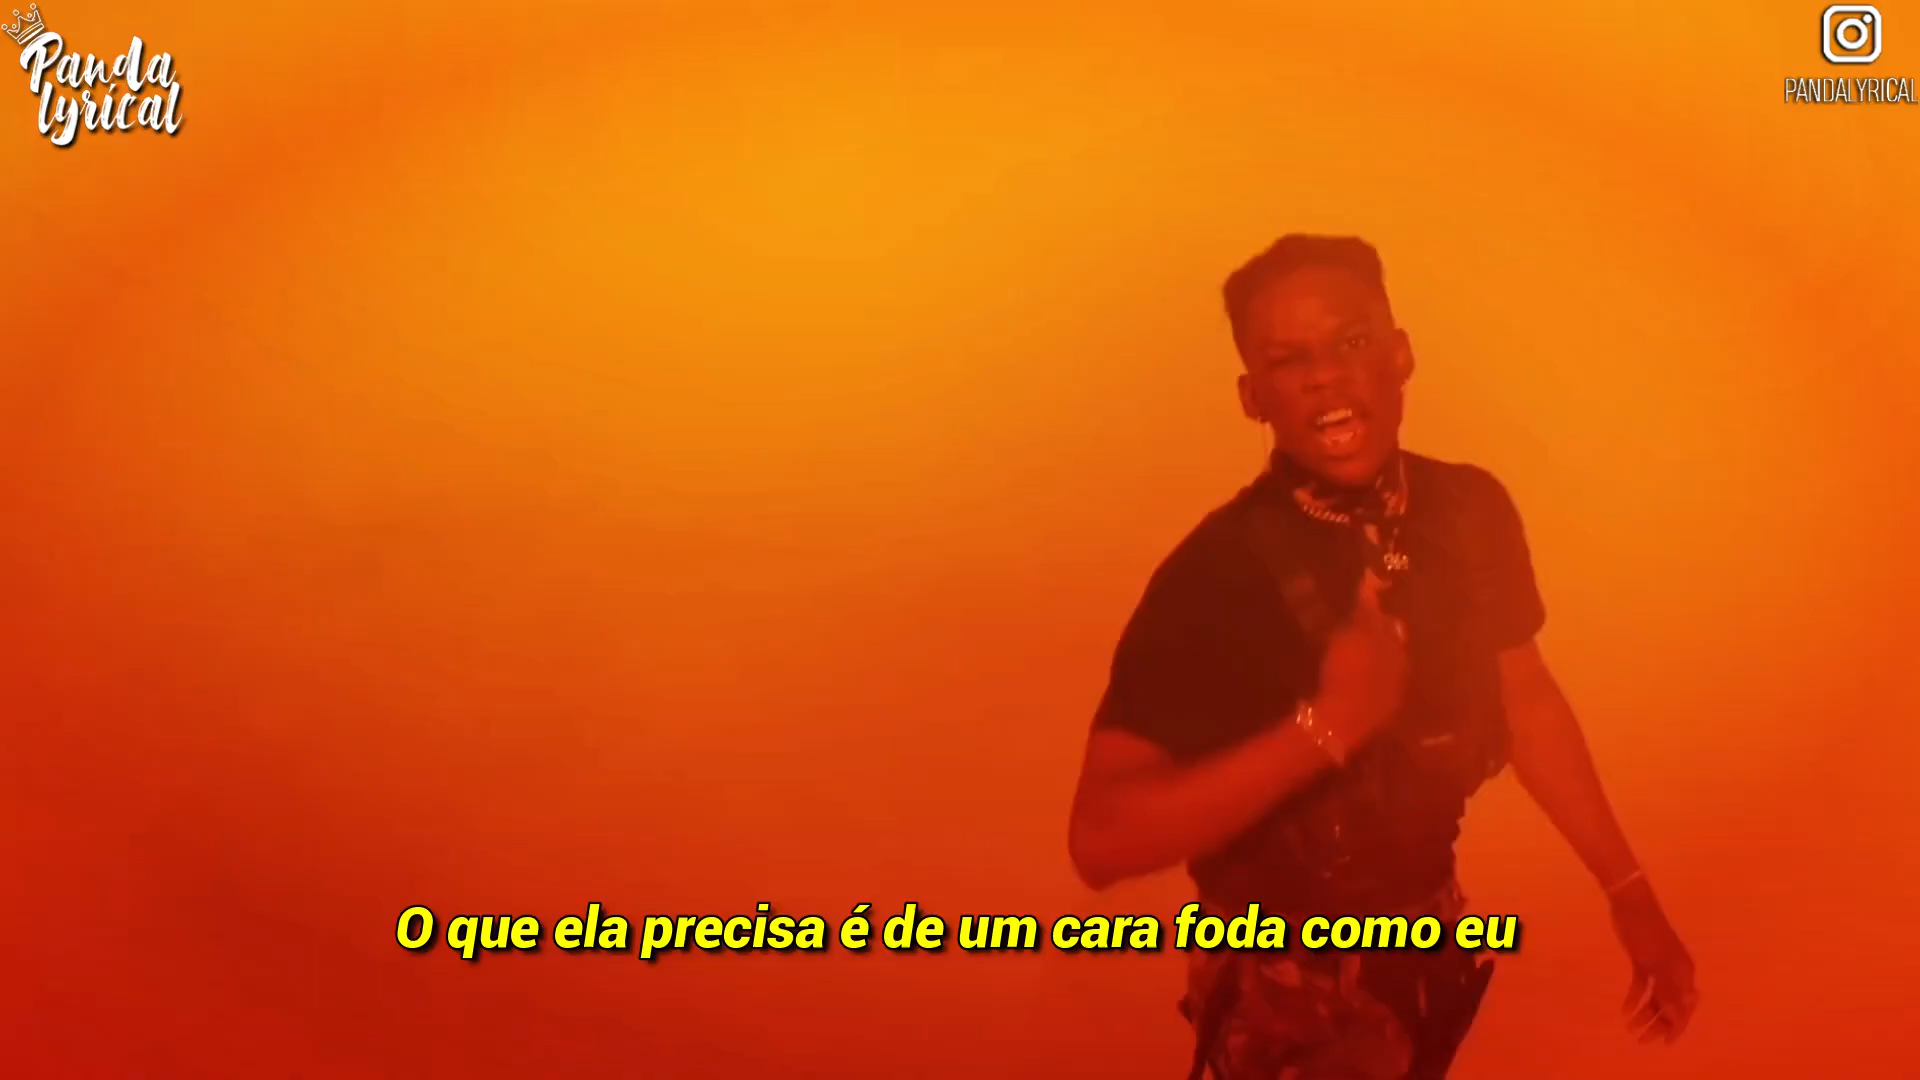 Panda
lyrical
PANDALYRICAL
O que ela precisa é de um cara foda como eu